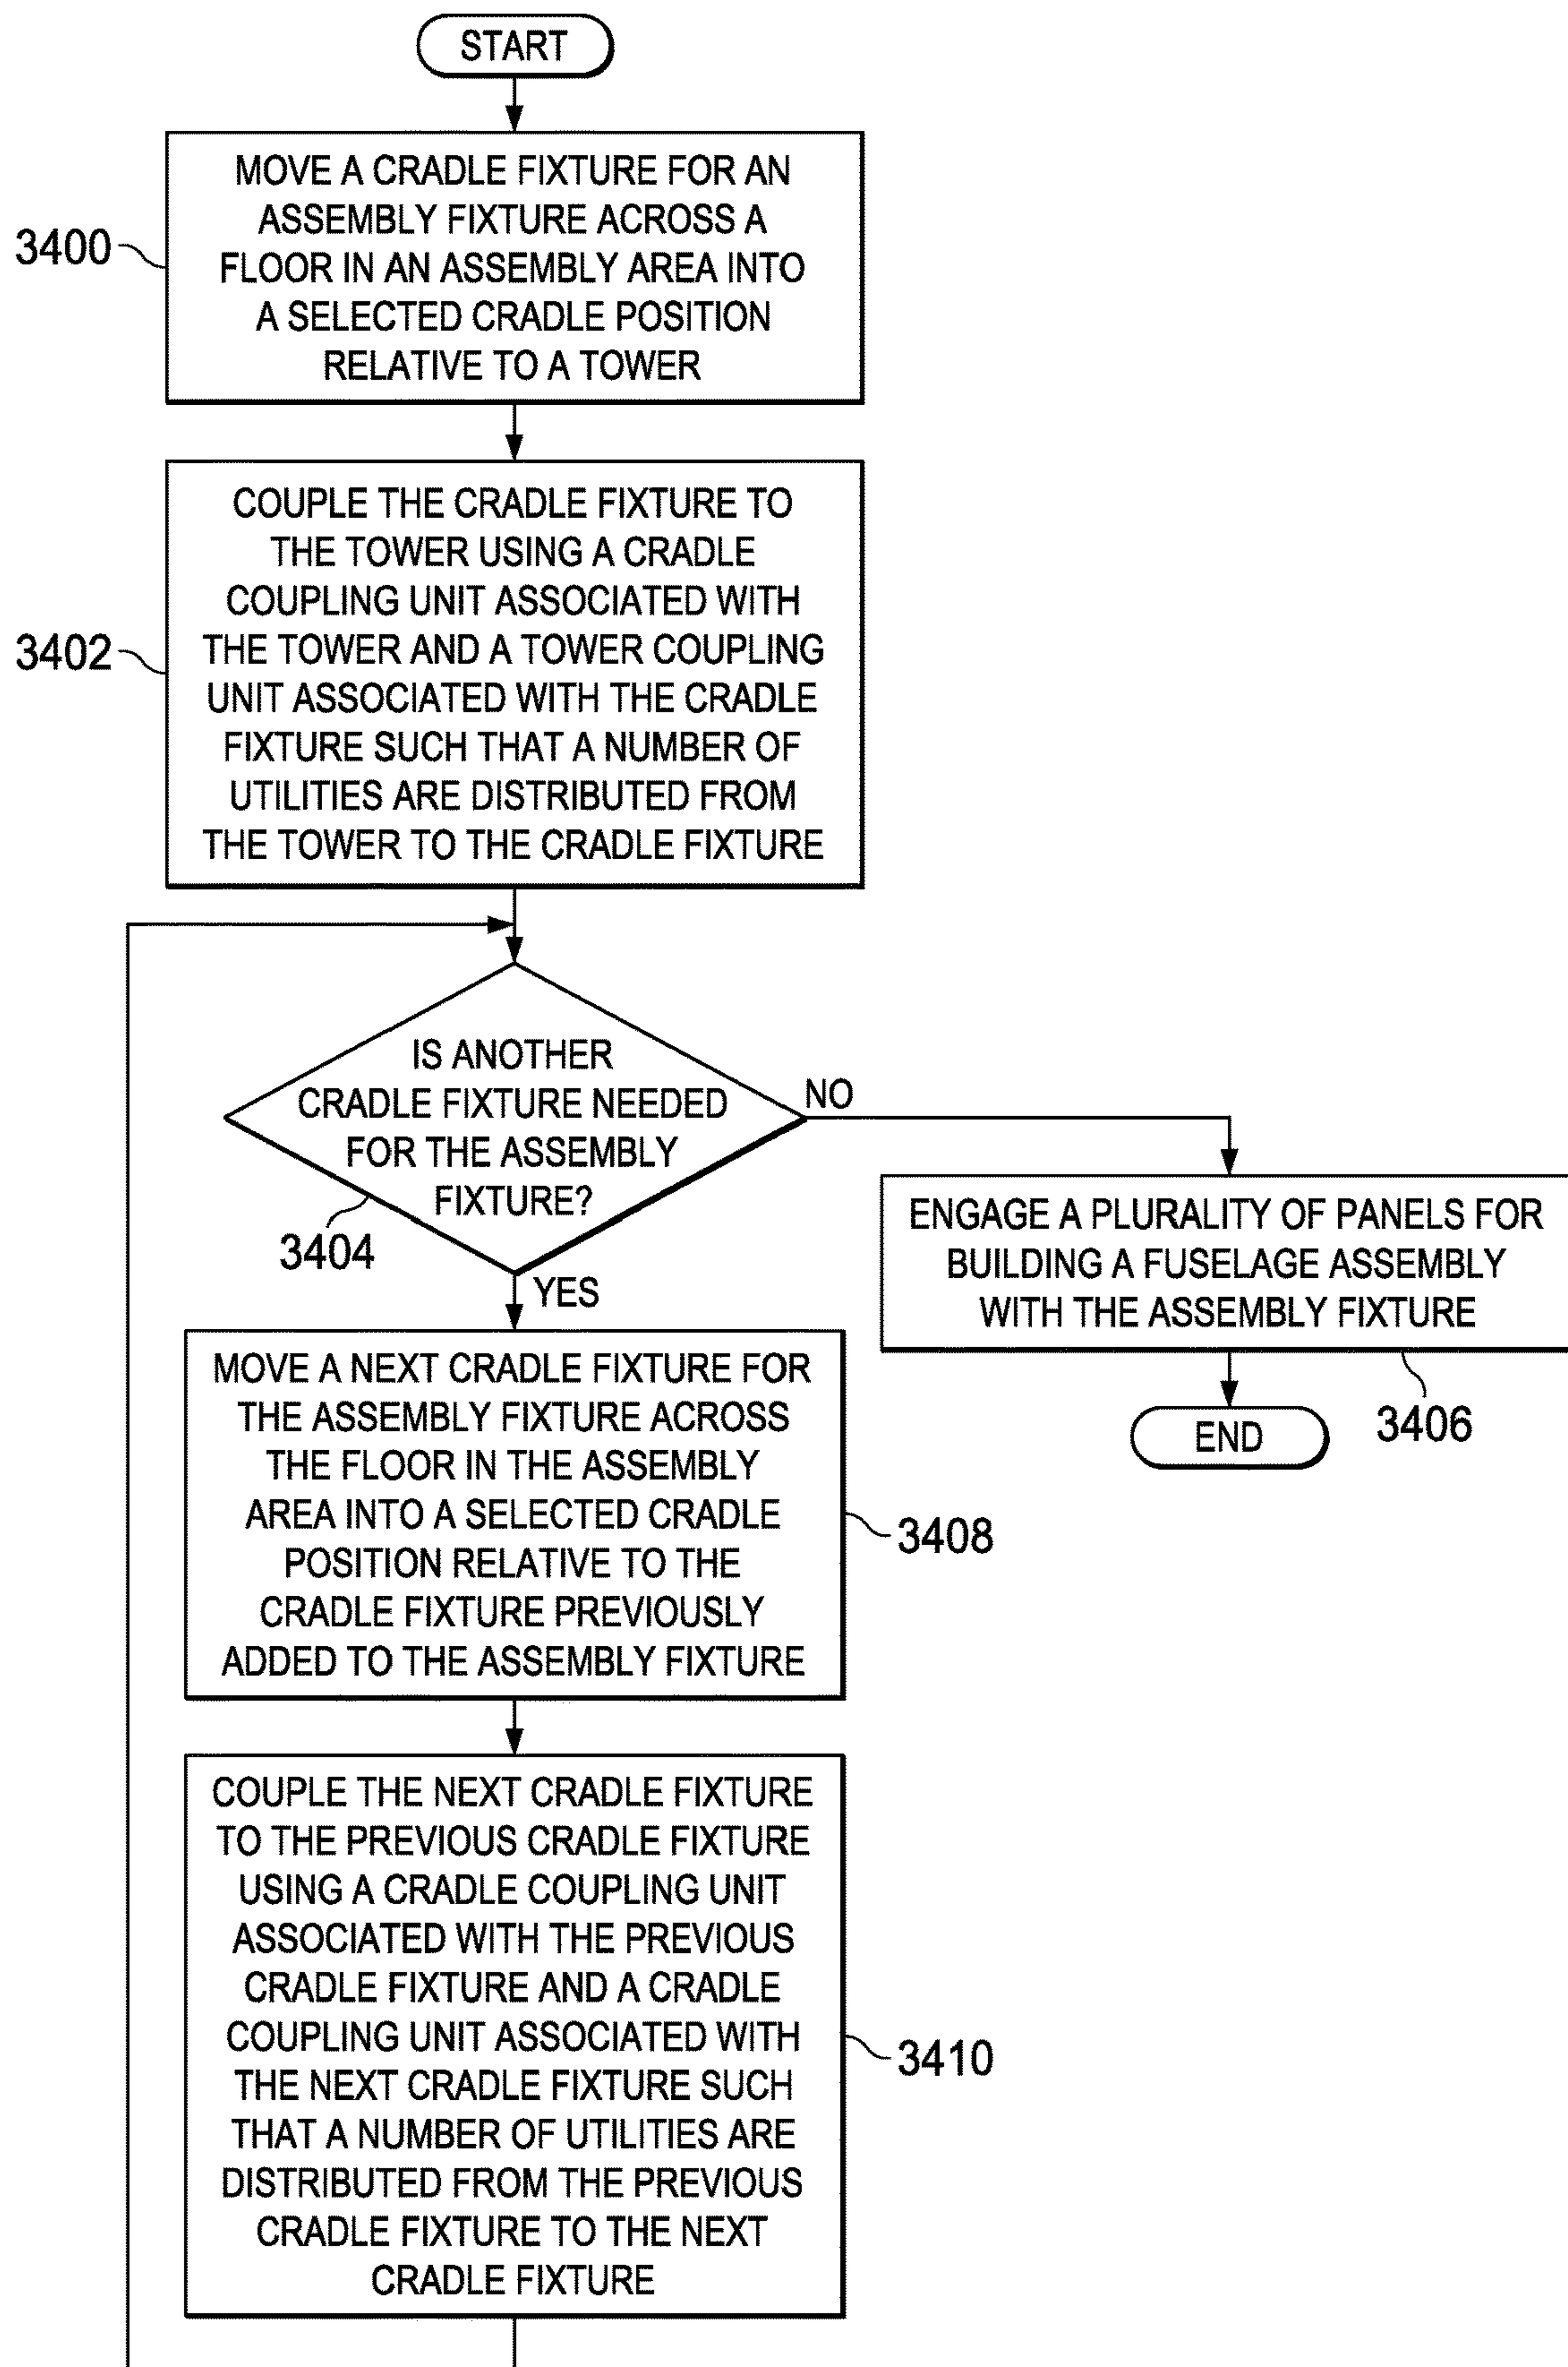 START
MOVE A CRADLE FIXTURE FOR AN
ASSEMBLY FIXTURE ACROSS A
FLOOR IN AN ASSEMBLY AREA INTO
A SELECTED CRADLE POSITION
RELATIVE TO A TOWER
3400
COUPLE THE CRADLE FIXTURE TO
THE TOWER USING A CRADLE
COUPLING UNIT ASSOCIATED WITH
THE TOWER AND A TOWER COUPLING
UNIT ASSOCIATED WITH THE CRADLE
FIXTURE SUCH THAT A NUMBER OF
UTILITIES ARE DISTRIBUTED FROM
THE TOWER TO THE CRADLE FIXTURE
3402
IS ANOTHER
CRADLE FIXTURE NEEDED
FOR THE ASSEMBLY
FIXTURE?
3404
NO
ENGAGE A PLURALITY OF PANELS FOR
BUILDING A FUSELAGE ASSEMBLY
WITH THE ASSEMBLY FIXTURE
3406
END
YES
MOVE A NEXT CRADLE FIXTURE FOR
THE ASSEMBLY FIXTURE ACROSS
THE FLOOR IN THE ASSEMBLY
AREA INTO A SELECTED CRADLE
POSITION RELATIVE TO THE
CRADLE FIXTURE PREVIOUSLY
ADDED TO THE ASSEMBLY FIXTURE
3408
COUPLE THE NEXT CRADLE FIXTURE
TO THE PREVIOUS CRADLE FIXTURE
USING A CRADLE COUPLING UNIT
ASSOCIATED WITH THE PREVIOUS
CRADLE FIXTURE AND A CRADLE
COUPLING UNIT ASSOCIATED WITH
THE NEXT CRADLE FIXTURE SUCH
THAT A NUMBER OF UTILITIES ARE
DISTRIBUTED FROM THE PREVIOUS
CRADLE FIXTURE TO THE NEXT
CRADLE FIXTURE
3410